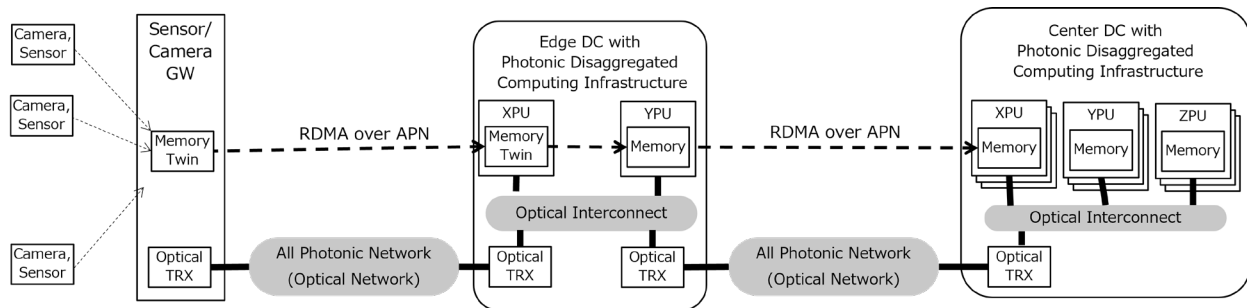 Camera,
Sensor
Camera,
Sensor
Camera,
Sensor
Sensor/
Camera
GW
Memory
Twin
Optical
TRX
RDMA over APN
All Photonic Network
(Optical Network)
Edge DC with
Photonic Disaggregated
Computing Infrastructure
XPU
Memory
Twin
YPU
Memory
Optical Interconnect
Optical
TRX
Optical
TRX
RDMA over APN
All Photonic Network
(Optical Network)
Center DC with
Photonic Disaggregated
Computing Infrastructure
XPU
Memory
YPU
Memory
ZPU
Memory
Optical Interconnect
Optical
TRX